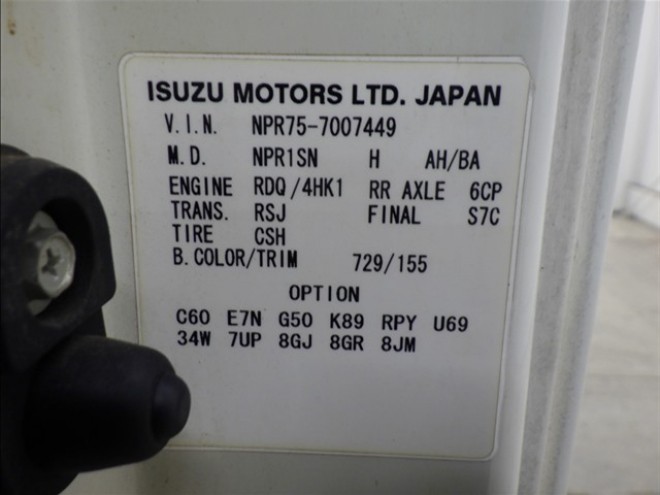 ISUZU MOTORS LTD. JAPAN
V.I.N. NPR75-7007449
M.D. NPR1SN H AH/BA
ENGINE RDQ/4HK1 RR AXLE 6CP
TRANS. RSJ FINAL S7C
TIRE CSH
B.COLOR/TRIM 729/155
OPTION
C60 E7N G50 K89 RPY U69
34W 7UP 8GJ 8GR 8JM